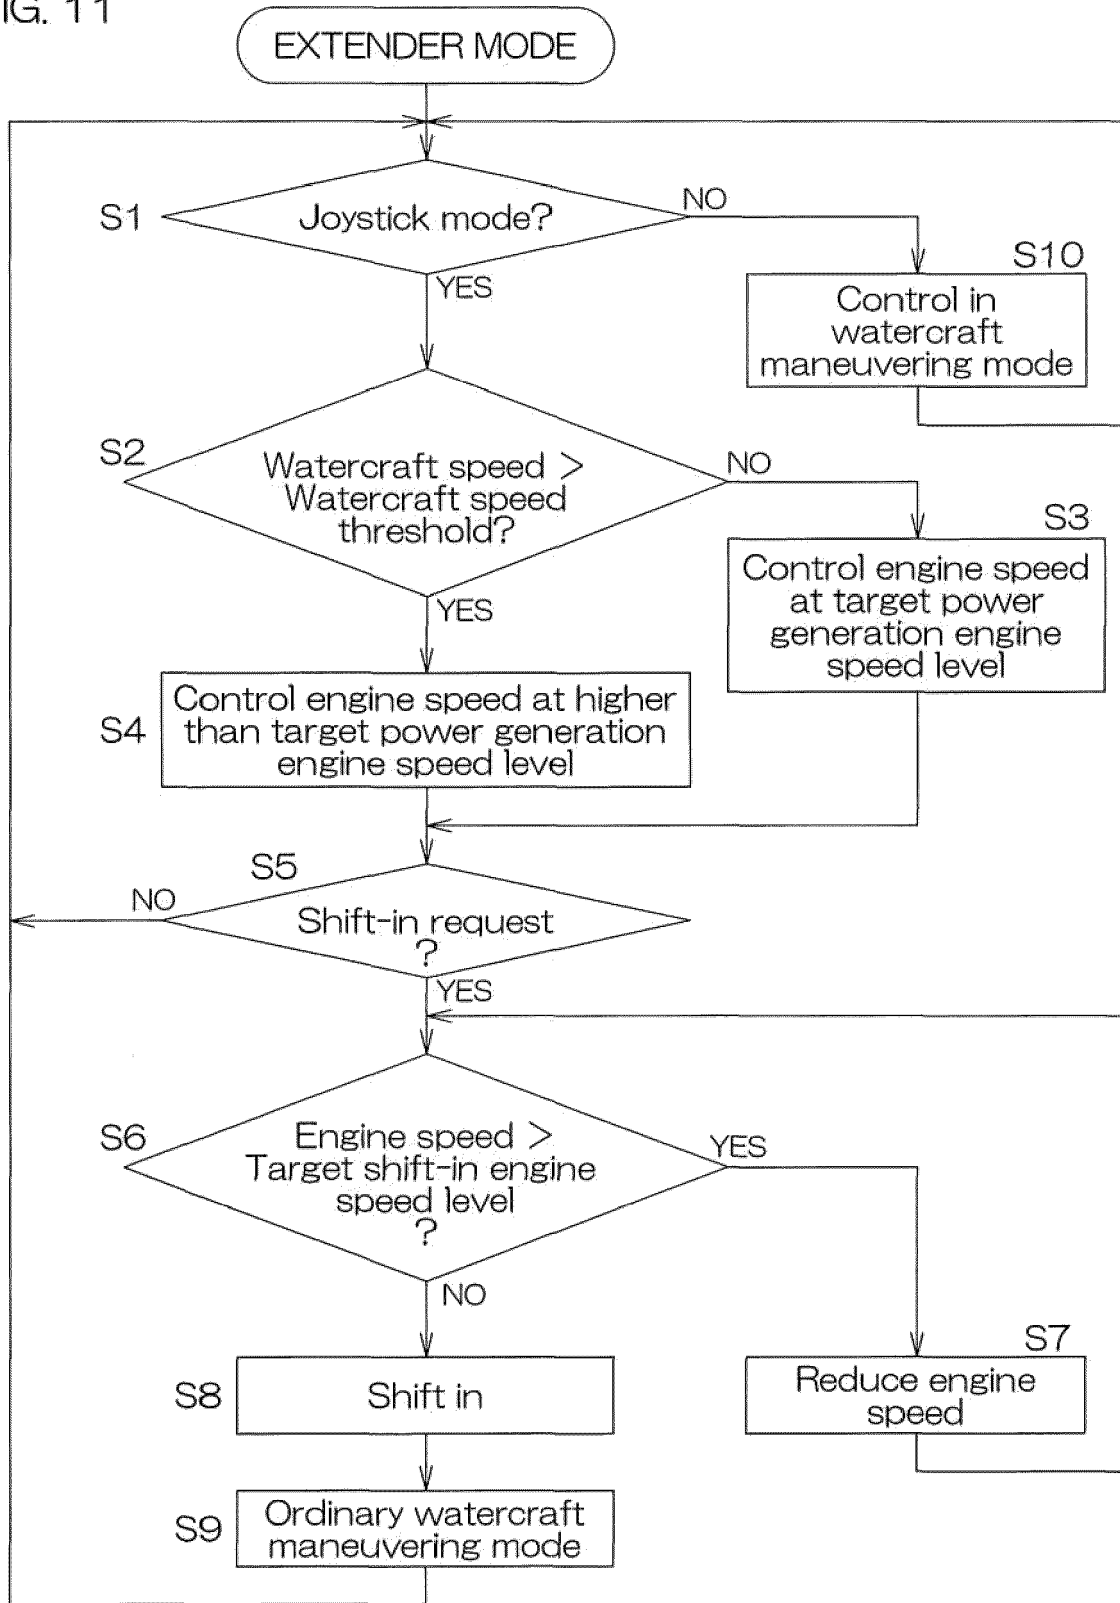 IG. 11
EXTENDER MODE
S1
Joystick mode?
NO
YES
S10
Control in
watercraft
maneuvering mode
S2
Watercraft speed >
Watercraft speed
threshold?
NO
YES
S3
Control engine speed
at target power
generation engine
speed level
S4
Control engine speed at higher
than target power generation
engine speed level
S5
NO
Shift-in request
?
YES
S6
Engine speed >
Target shift-in engine
speed level
?
YES
NO
S7
Reduce engine
speed
S8
Shift in
S9
Ordinary watercraft
maneuvering mode